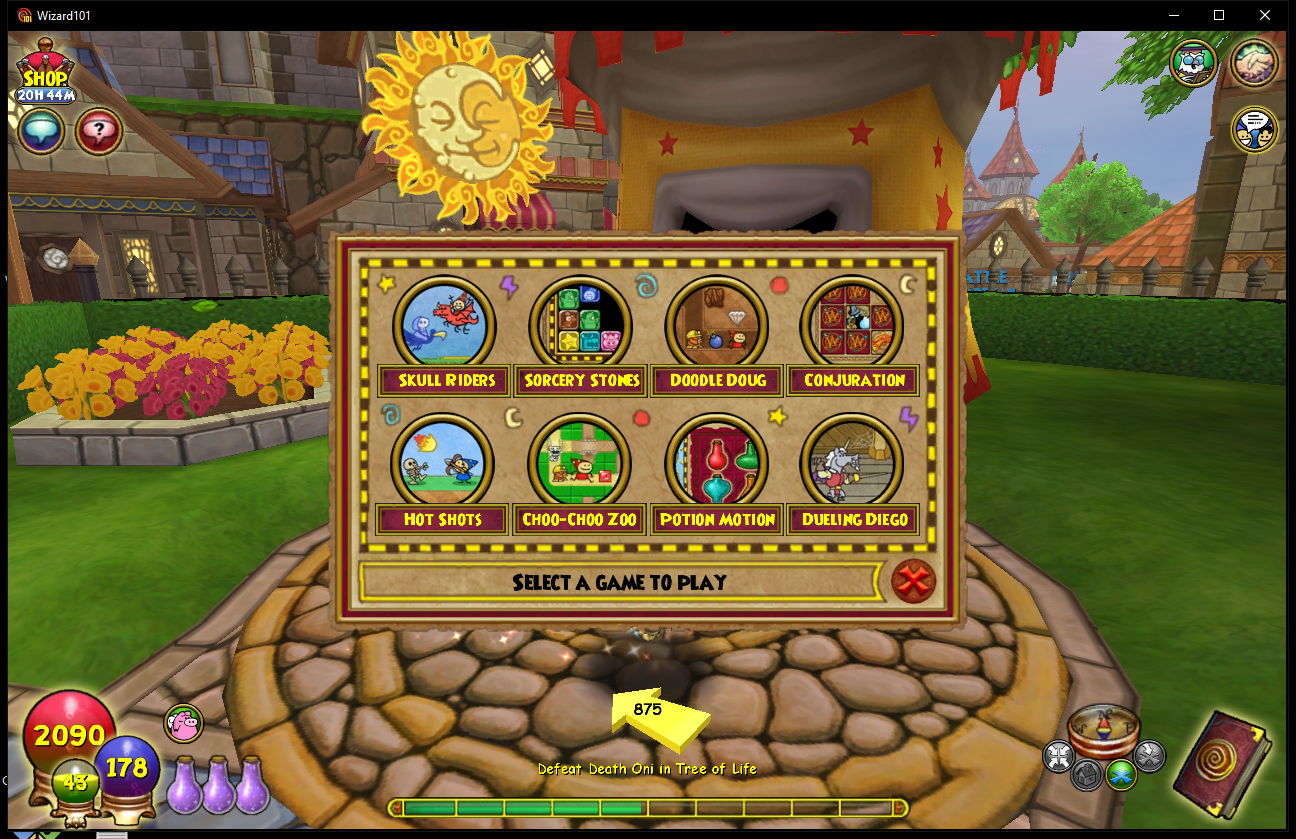 Wizard101
SHOP
20H 44M
?
SKULL RIDERS
SORCERY STONES
DOODLE DOUG
CONJURATION
HOT SHOTS
CHOO-CHOO ZOO
POTION MOTION
DUELING DIEGO
SELECT A GAME TO PLAY
875
Defeat Death Oni in Tree of Life
2090
178
43